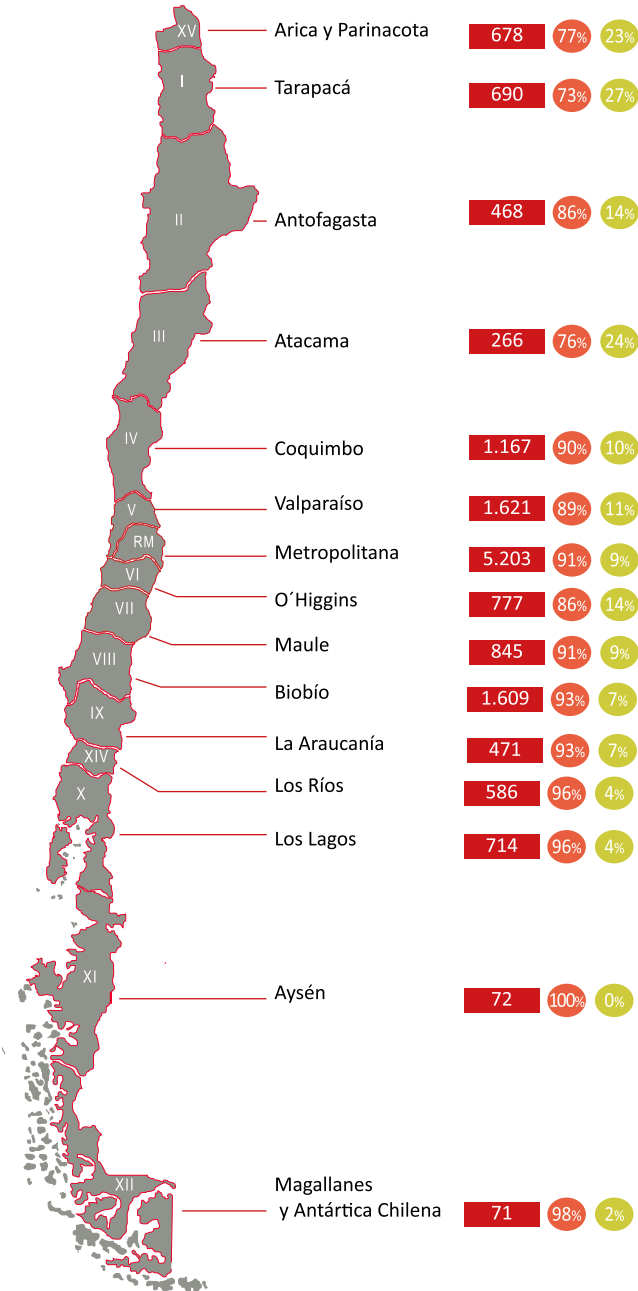 XV Arica y Parinacota 678 77% 23%
I Tarapacá 690 73% 27%
II Antofagasta 468 86% 14%
III Atacama 266 76% 24%
IV Coquimbo 1.167 90% 10%
V Valparaíso 1.621 89% 11%
RM Metropolitana 5.203 91% 9%
VI O´Higgins 777 86% 14%
VII Maule 845 91% 9%
VIII Biobío 1.609 93% 7%
IX La Araucanía 471 93% 7%
XIV Los Ríos 586 96% 4%
X Los Lagos 714 96% 4%
XI Aysén 72 100% 0%
Magallanes
XII y Antártica Chilena 71 98% 2%